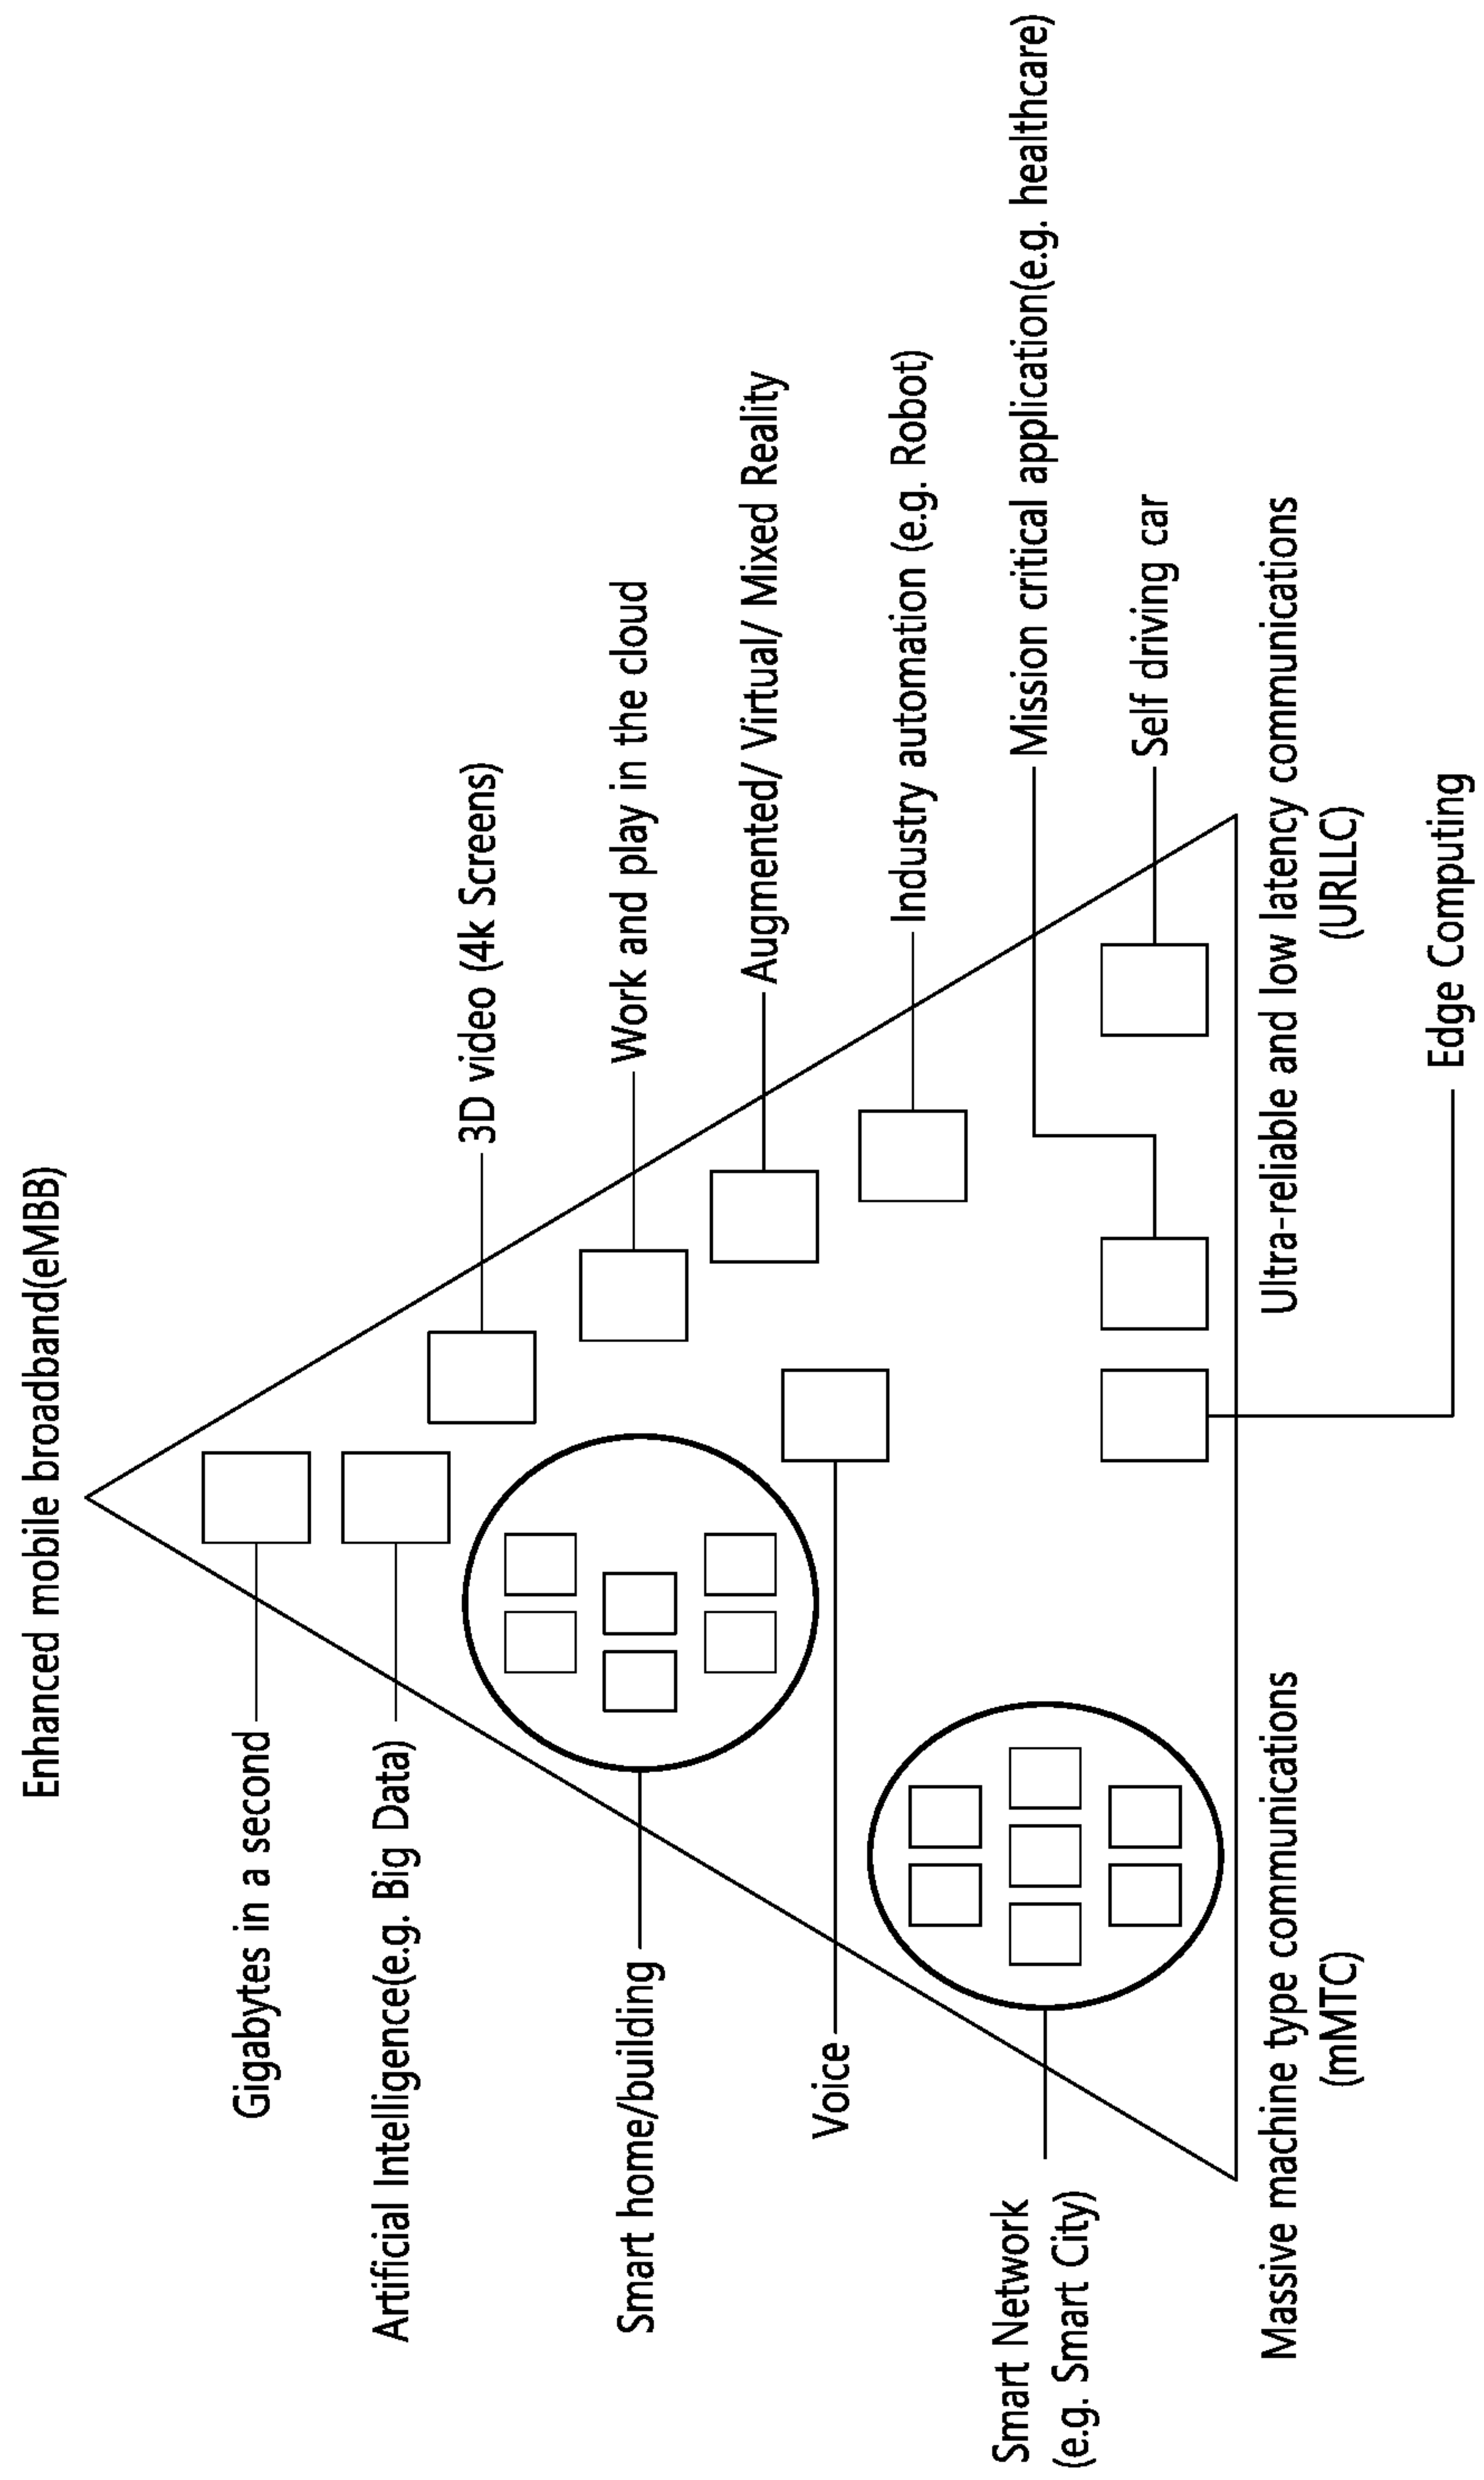 Enhanced mobile broadband(eMBB)
Gigabytes in a second
Artificial Intelligence(e.g. Big Data)
3D video (4k Screens)
Smart home/building
Work and play in the cloud
Augmented/ Virtual/ Mixed Reality
Voice
Industry automation (e.g. Robot)
Smart Network
(e.g. Smart City)
Mission critical application(e.g. healthcare)
Self driving car
Massive machine type communications
(mMTC)
Ultra-reliable and low latency communications
(URLLC)
Edge Computing